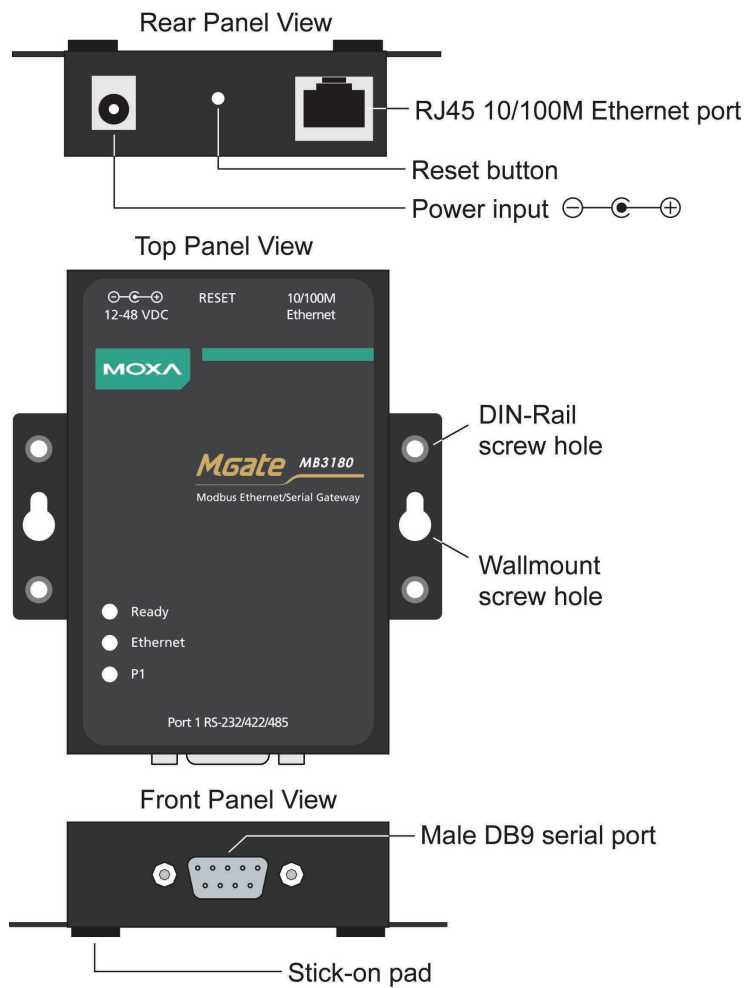 Rear Panel View
RJ45 10/100M Ethernet port
Reset button
Power input
Top Panel View
12-48 VDC
RESET
10/100M
Ethernet
MOXA
DIN-Rail
screw hole
MGate MB3180
Modbus Ethernet/Serial Gateway
Wallmount
screw hole
Ready
Ethernet
P1
Port 1 RS-232/422/485
Front Panel View
Male DB9 serial port
Stick-on pad